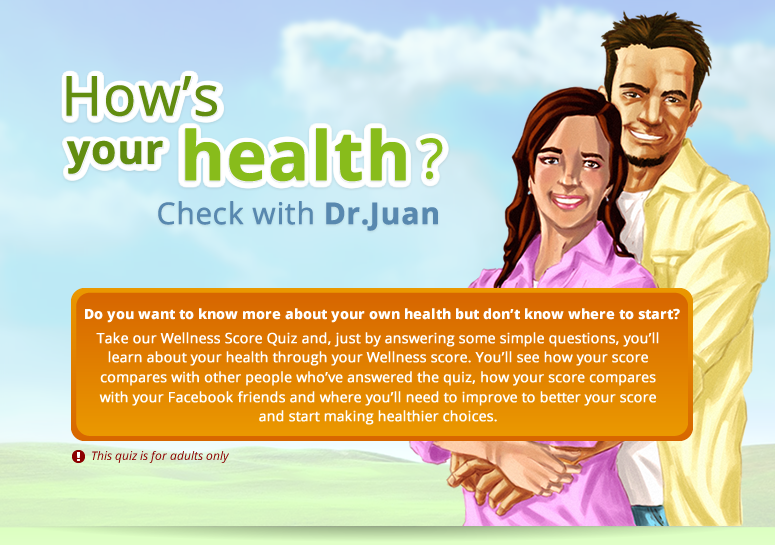 How's
your health?
Check with Dr.Juan
Do you want to know more about your own health but don't know where to start?
Take our Wellness Score Quiz and, just by answering some simple questions, you'll
learn about your health through your Wellness score. You'll see how your score
compares with other people who've answered the quiz, how your score compares
with your Facebook friends and where you'll need to improve to better your score
and start making healthier choices.
! This quiz is for adults only